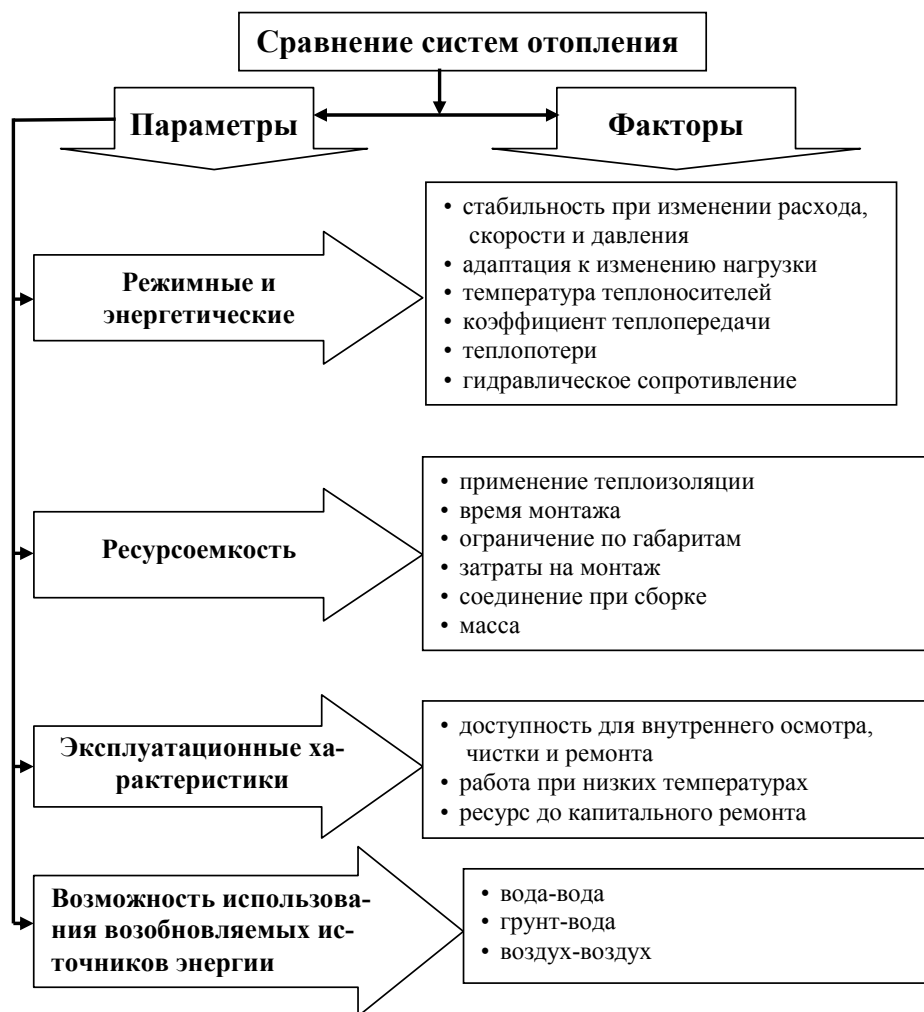 Сравнение систем отопления
Параметры
Факторы
Режимные и
энергетические
• стабильность при изменении расхода,
скорости и давления
• адаптация к изменению нагрузки
• температура теплоносителей
• коэффициент теплопередачи
• теплопотери
• гидравлическое сопротивление
Ресурсоемкость
• применение теплоизоляции
• время монтажа
• ограничение по габаритам
• затраты на монтаж
• соединение при сборке
• масса
Эксплуатационные ха-
рактеристики
• доступность для внутреннего осмотра,
чистки и ремонта
• работа при низких температурах
• ресурс до капитального ремонта
Возможность использова-
ния возобновляемых ис-
точников энергии
• вода-вода
• грунт-вода
• воздух-воздух